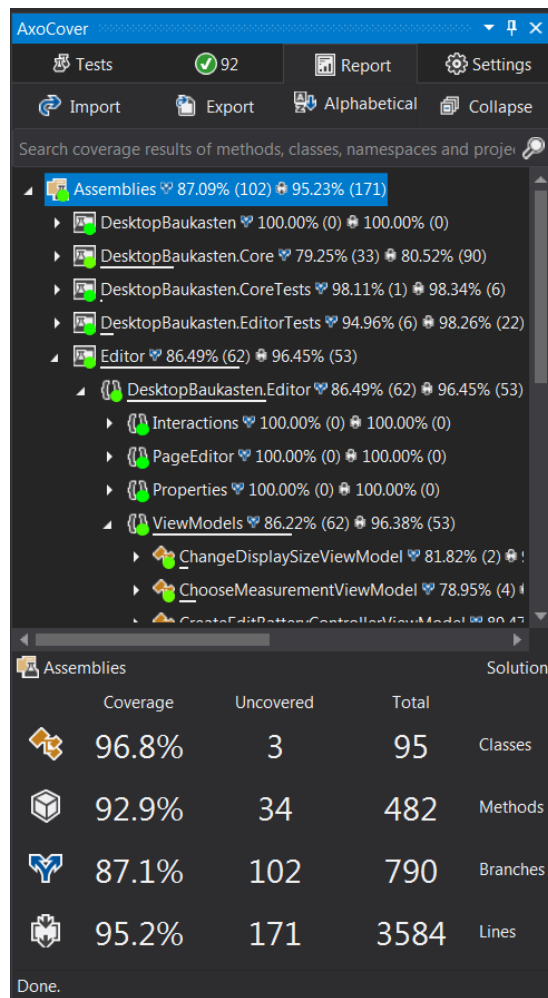 AxoCover
Tests 92 Report Settings
Import Export Alphabetical Collapse
Search coverage results of methods, classes, namespaces and proje
Assemblies 87.09% (102) 95.23% (171)
DesktopBaukasten 100.00% (0) 100.00% (0)
DesktopBaukasten.Core 79.25% (33) 80.52% (90)
DesktopBaukasten.CoreTests 98.11% (1) 98.34% (6)
DesktopBaukasten.EditorTests 94.96% (6) 98.26% (22)
Editor 86.49% (62) 96.45% (53)
DesktopBaukasten.Editor 86.49% (62) 96.45% (53)
Interactions 100.00% (0) 100.00% (0)
PageEditor 100.00% (0) 100.00% (0)
Properties 100.00% (0) 100.00% (0)
ViewModels 86.22% (62) 96.38% (53)
ChangeDisplaySizeViewModel 81.82% (2)
ChooseMeasurementViewModel 78.95% (4)
CreateEditBatteryControllerViewModel
Assemblies Solution
Coverage Uncovered Total
96.8% 3 95 Classes
92.9% 34 482 Methods
87.1% 102 790 Branches
95.2% 171 3584 Lines
Done.